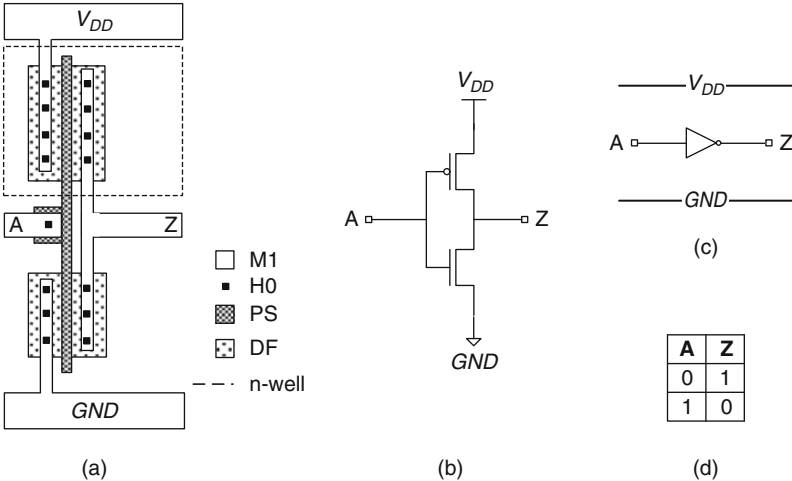 V_DD
A
Z
GND
M1
H0
PS
DF
n-well
(a)
V_DD
A
Z
GND
(b)
V_DD
A
Z
GND
(c)
A Z
0 1
1 0
(d)